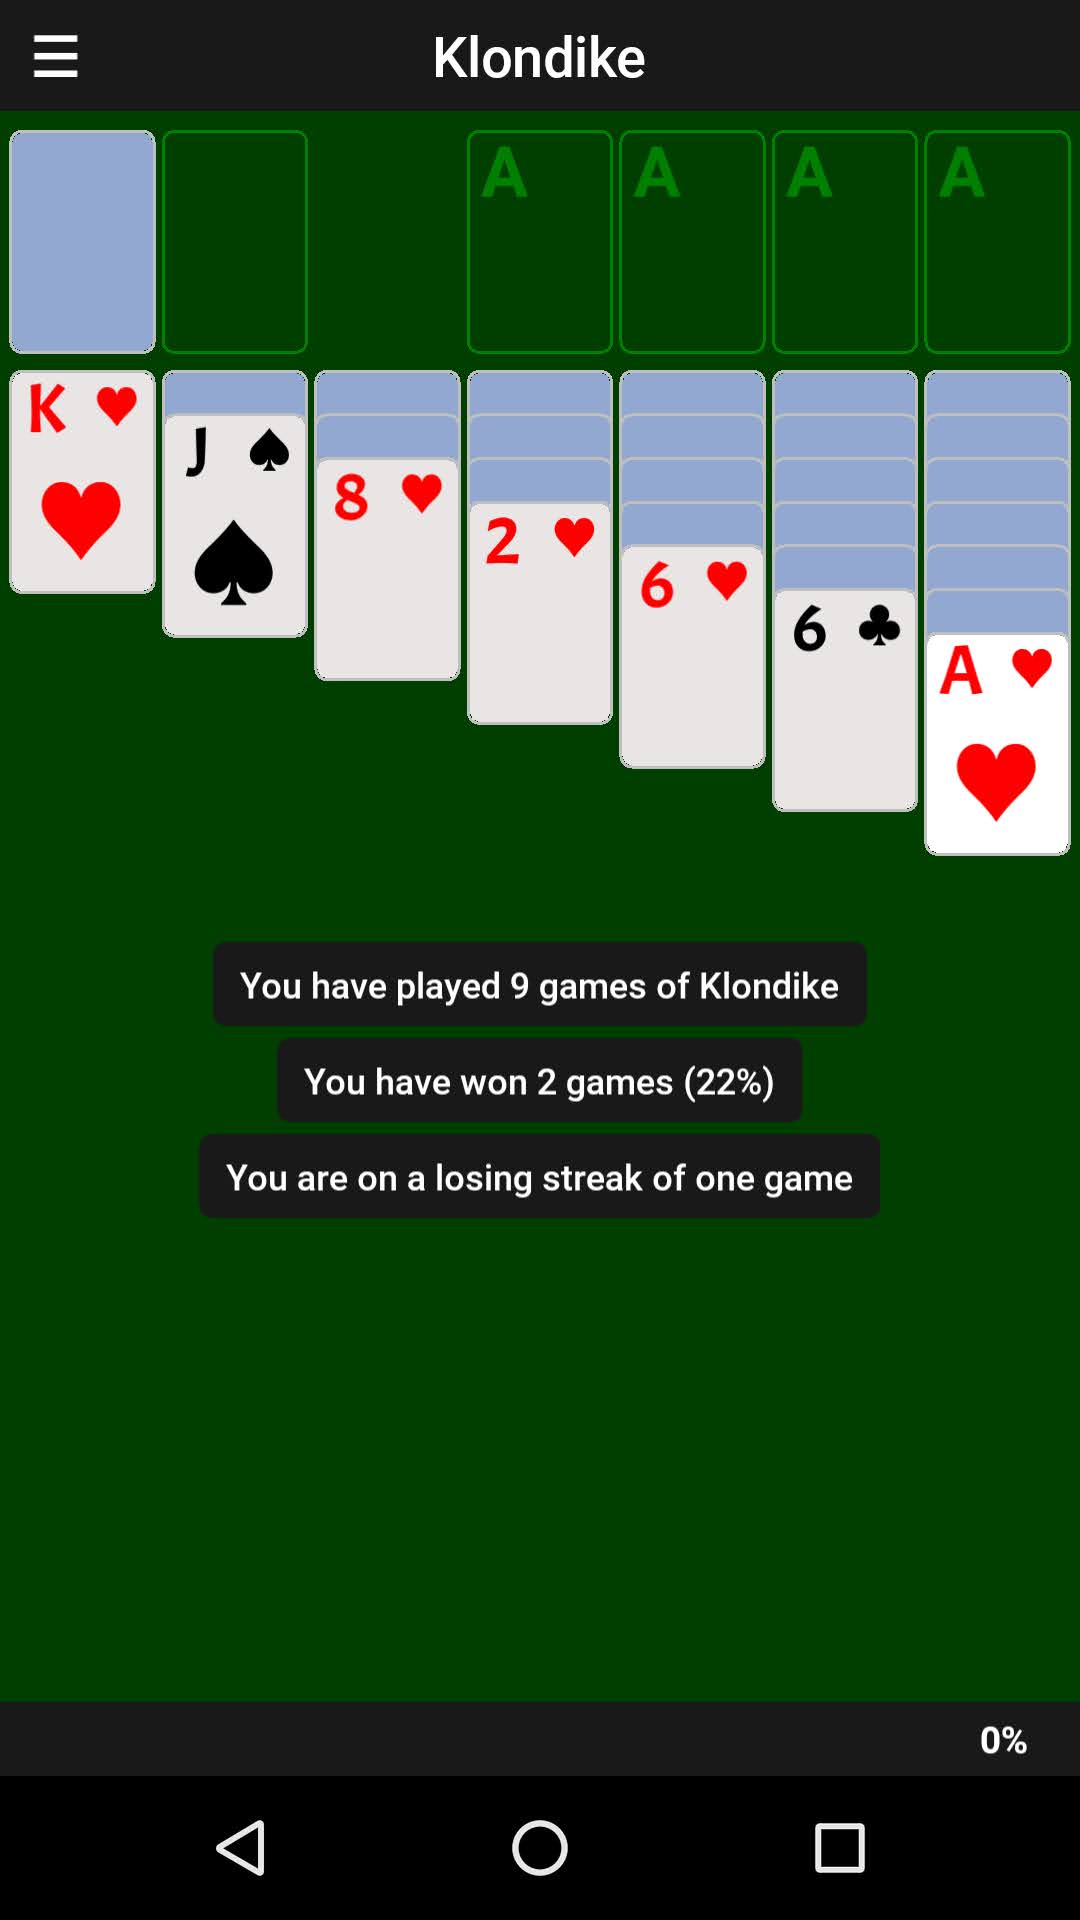 Klondike
A A A A
K J 8 2 6 6 A
You have played 9 games of Klondike
You have won 2 games (22%)
You are on a losing streak of one game
0%